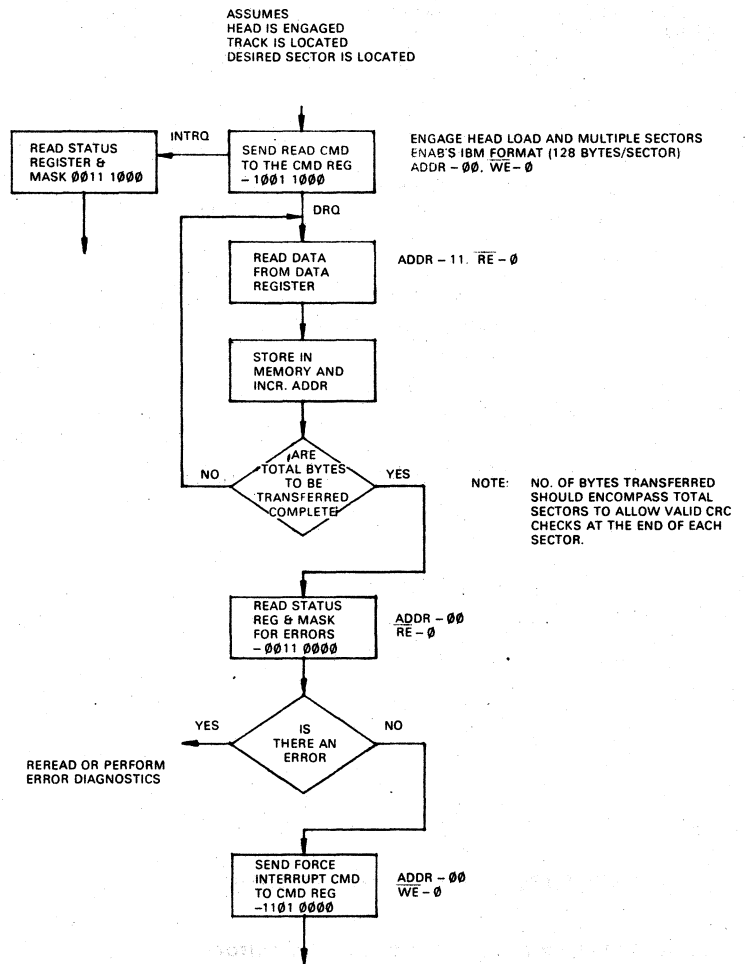 ASSUMES
HEAD IS ENGAGED
TRACK IS LOCATED
DESIRED SECTOR IS LOCATED
READ STATUS
REGISTER &
MASK ØØ11 1ØØØ
INTRQ
SEND READ CMD
TO THE CMD REG
- 1ØØ1 1ØØØ
ENGAGE HEAD LOAD AND MULTIPLE SECTORS
ENAB'S IBM FORMAT (128 BYTES/SECTOR)
ADDR – ØØ, W̅E̅ – Ø
DRQ
READ DATA
FROM DATA
REGISTER
ADDR – 11. R̅E̅ – Ø
STORE IN
MEMORY AND
INCR. ADDR
ARE
TOTAL BYTES
TO BE
TRANSFERRED
COMPLETE
NO
YES
NOTE: NO. OF BYTES TRANSFERRED
SHOULD ENCOMPASS TOTAL
SECTORS TO ALLOW VALID CRC
CHECKS AT THE END OF EACH
SECTOR.
READ STATUS
REG & MASK
FOR ERRORS
– ØØ11 ØØØØ
ADDR – ØØ
R̅E̅ – Ø
IS
THERE AN
ERROR
YES
NO
REREAD OR PERFORM
ERROR DIAGNOSTICS
SEND FORCE
INTERRUPT CMD
TO CMD REG
–11Ø1 ØØØØ
ADDR – ØØ
W̅E̅ – Ø